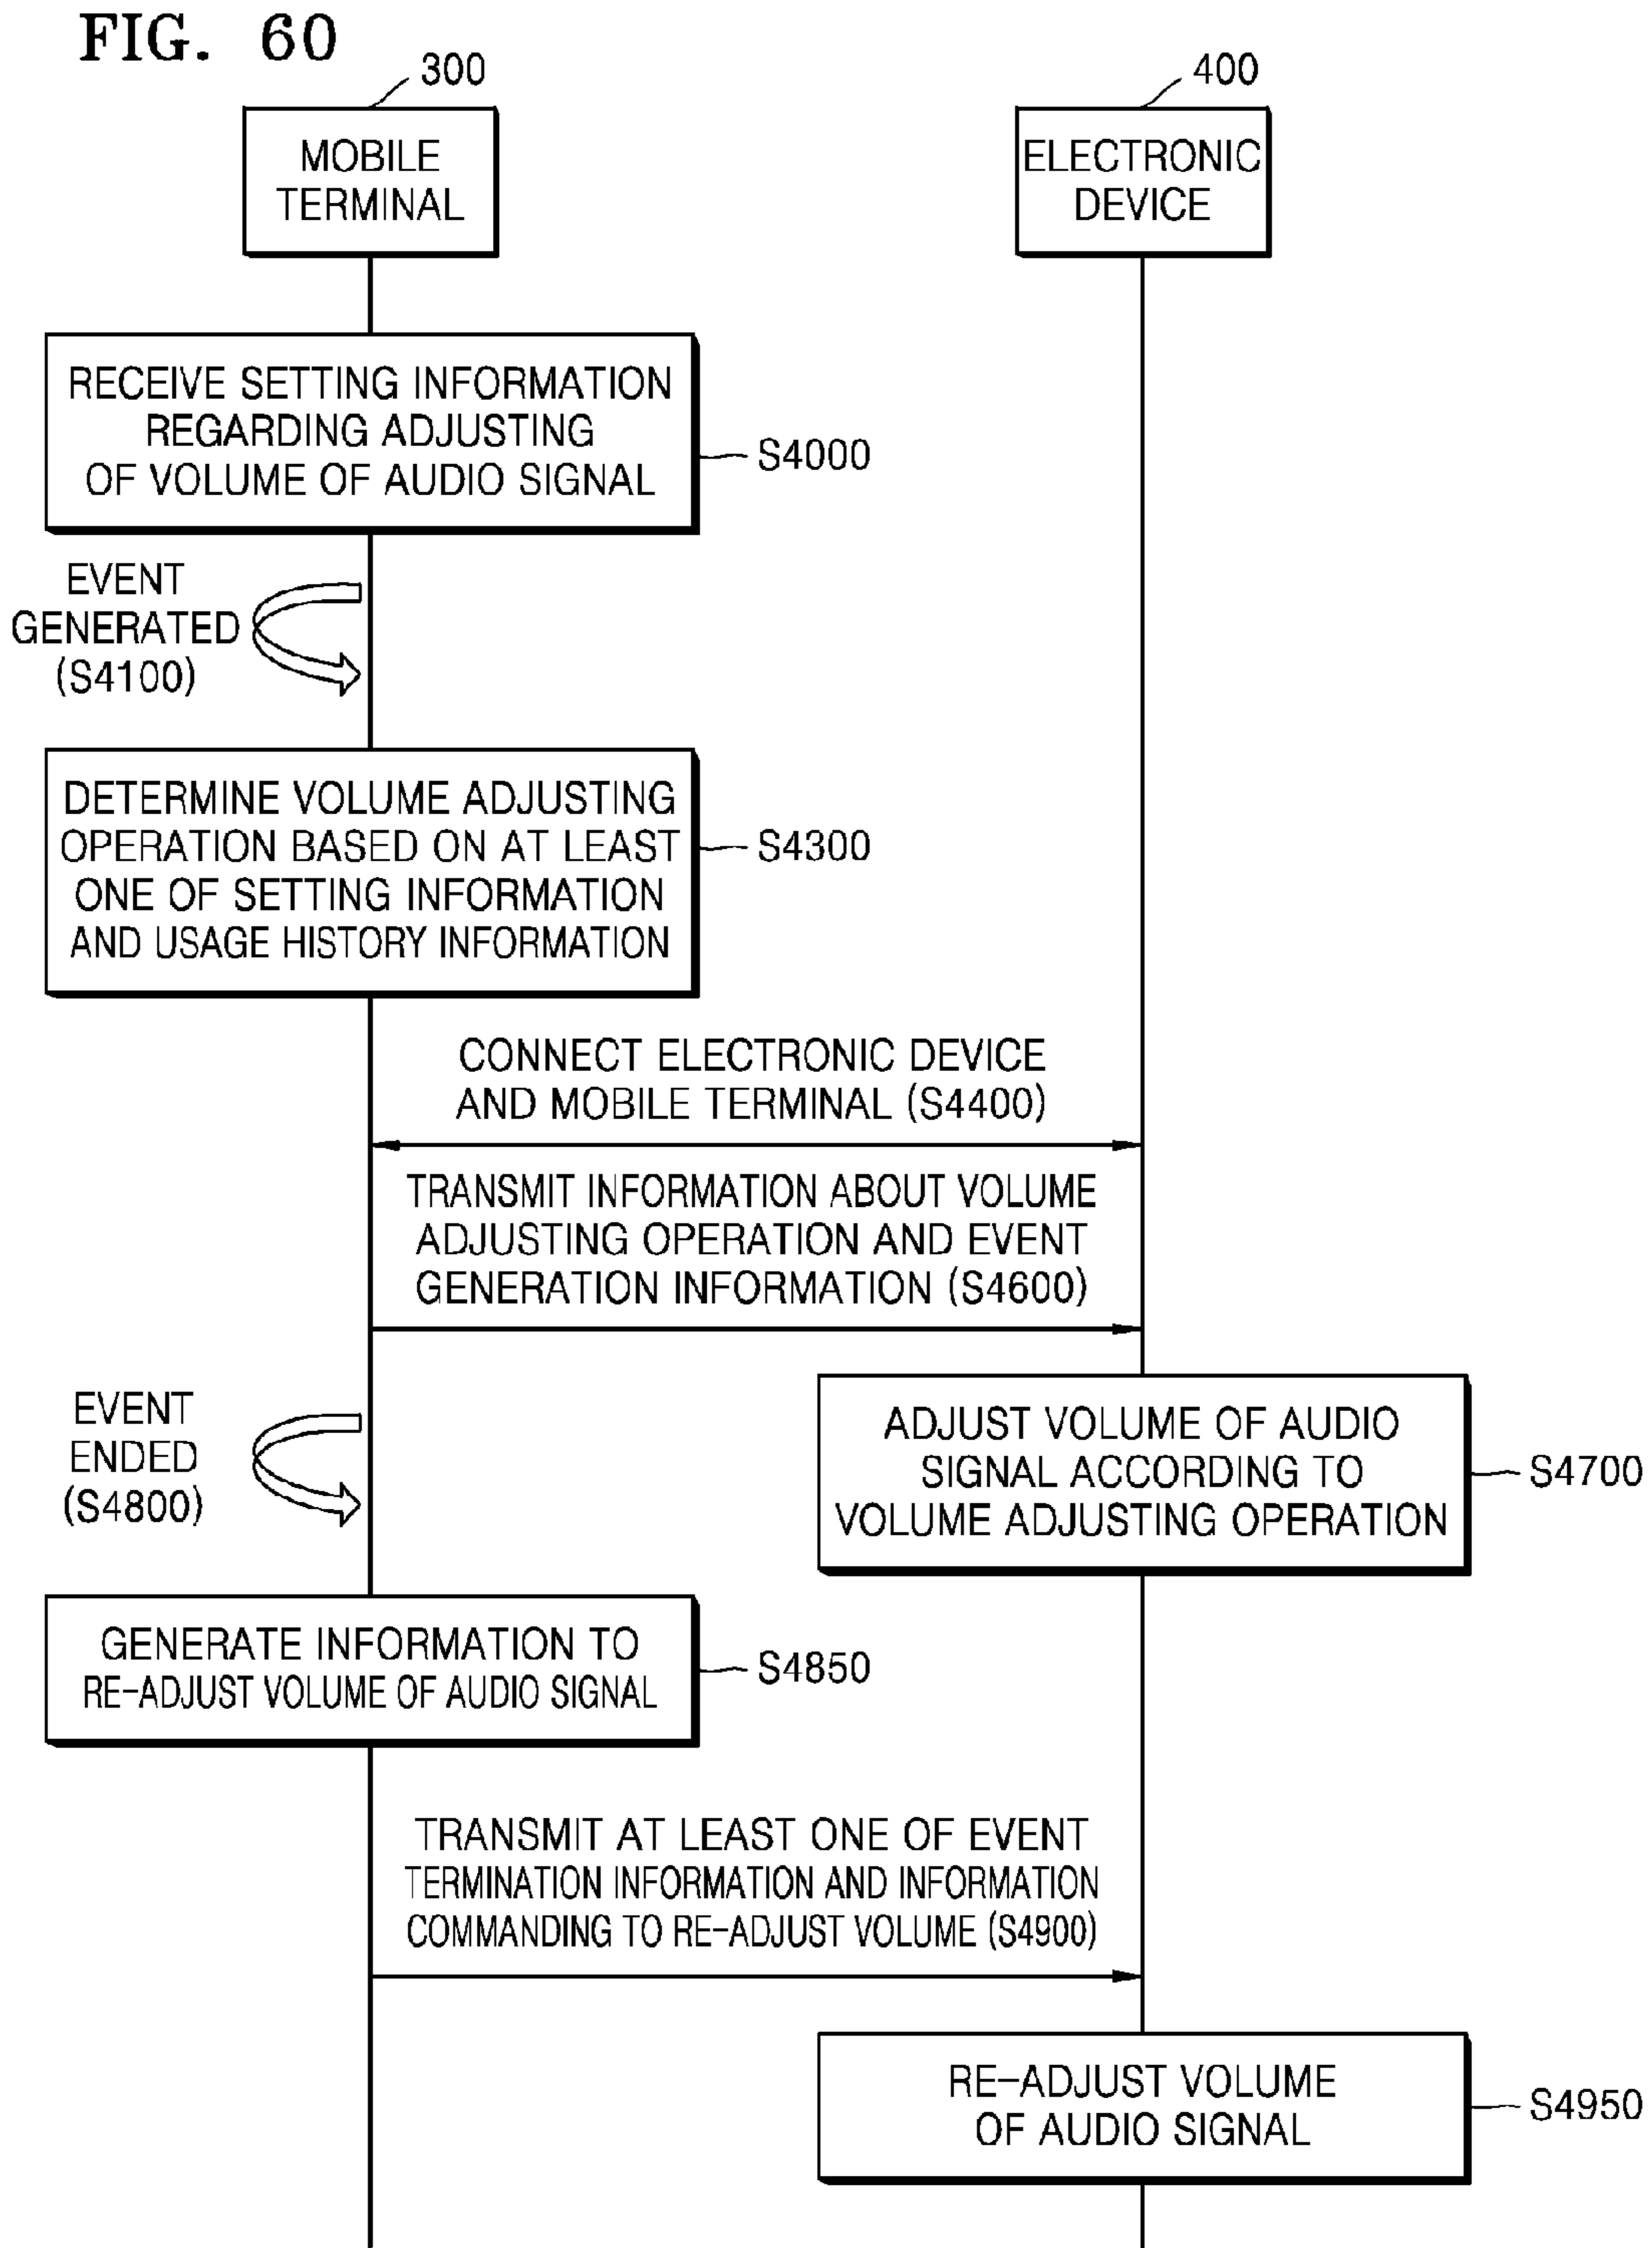 FIG. 60
300
400
MOBILE
TERMINAL
ELECTRONIC
DEVICE
RECEIVE SETTING INFORMATION
REGARDING ADJUSTING
OF VOLUME OF AUDIO SIGNAL
S4000
EVENT
GENERATED
(S4100)
DETERMINE VOLUME ADJUSTING
OPERATION BASED ON AT LEAST
ONE OF SETTING INFORMATION
AND USAGE HISTORY INFORMATION
S4300
CONNECT ELECTRONIC DEVICE
AND MOBILE TERMINAL (S4400)
TRANSMIT INFORMATION ABOUT VOLUME
ADJUSTING OPERATION AND EVENT
GENERATION INFORMATION (S4600)
EVENT
ENDED
(S4800)
ADJUST VOLUME OF AUDIO
SIGNAL ACCORDING TO
VOLUME ADJUSTING OPERATION
S4700
GENERATE INFORMATION TO
RE-ADJUST VOLUME OF AUDIO SIGNAL
S4850
TRANSMIT AT LEAST ONE OF EVENT
TERMINATION INFORMATION AND INFORMATION
COMMANDING TO RE-ADJUST VOLUME (S4900)
RE-ADJUST VOLUME
OF AUDIO SIGNAL
S4950